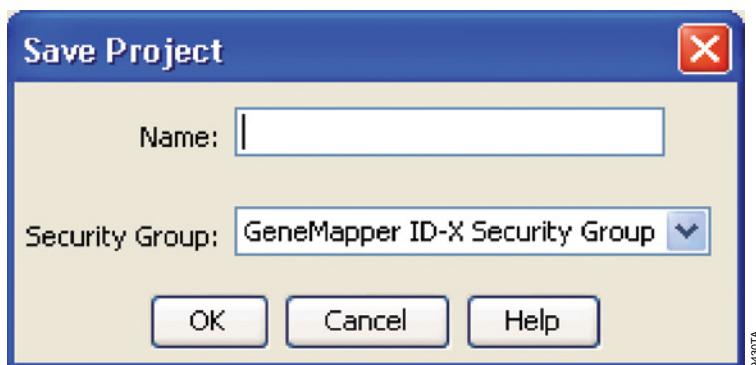 Save Project
Name:
Security Group: GeneMapper ID-X Security Group
OK Cancel Help